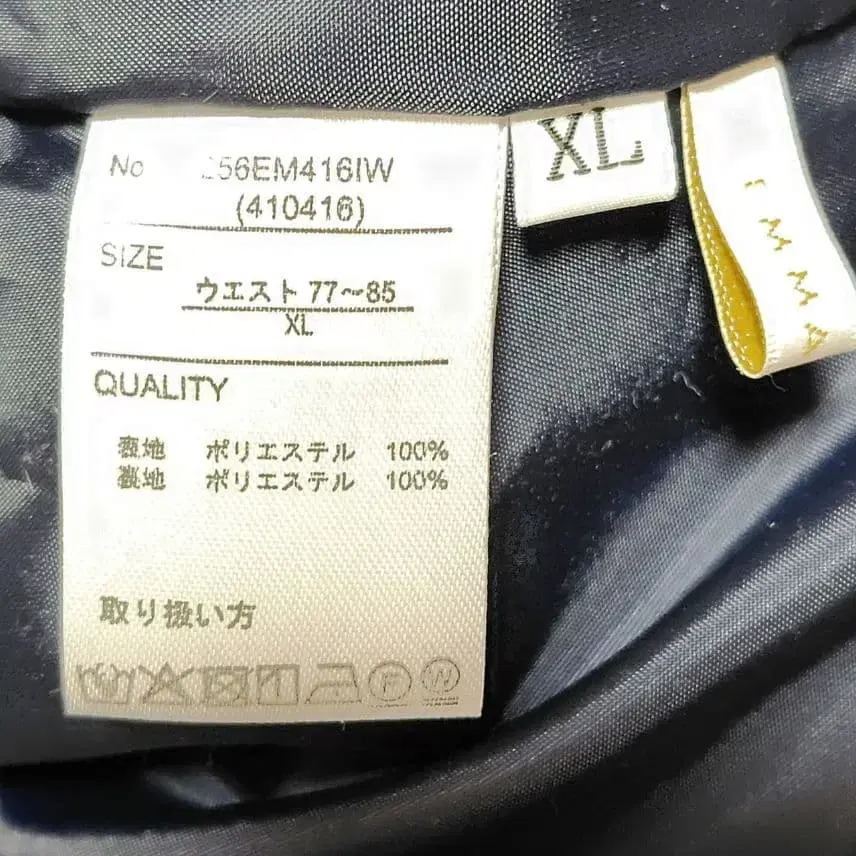 No 256EM416IW
(410416)
SIZE
ウエスト 77～85
XL
QUALITY
表地 ポリエステル 100%
裏地 ポリエステル 100%
取り扱い方
F W
XL